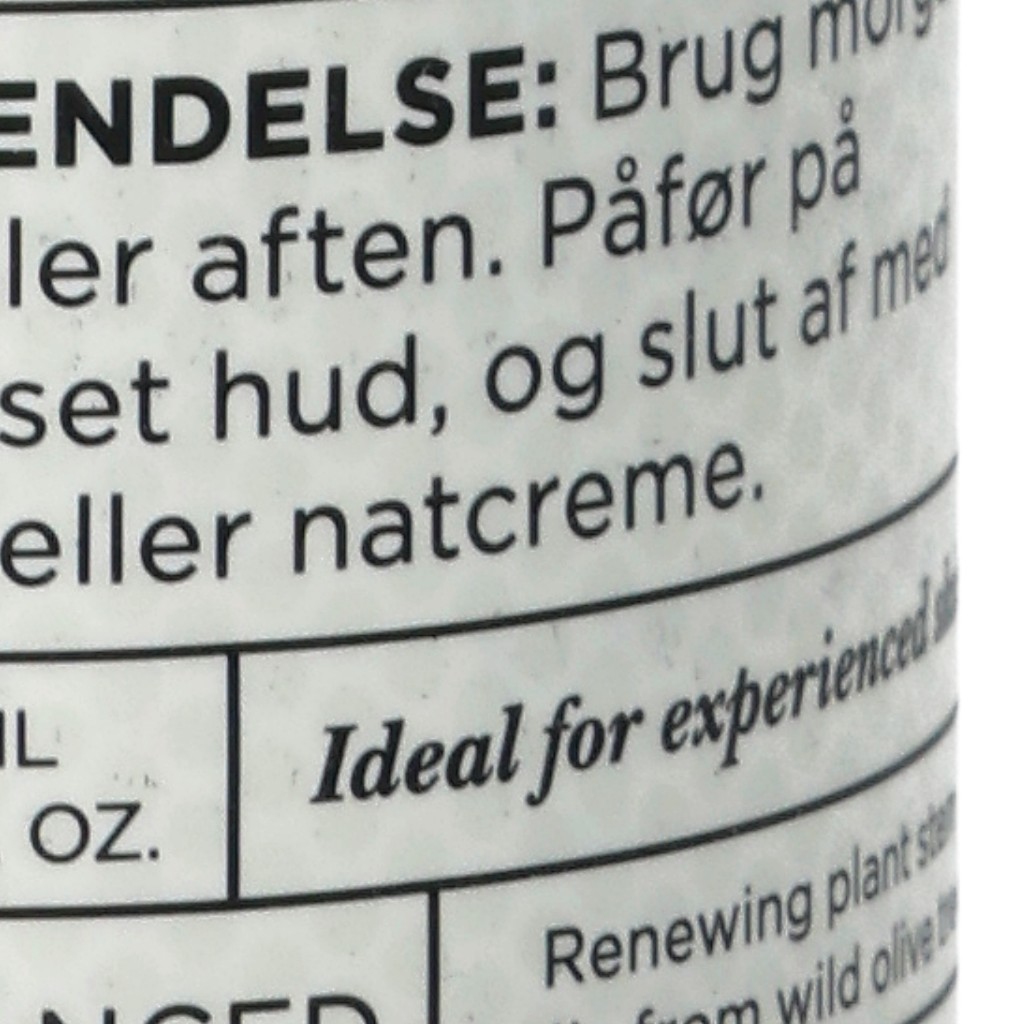 ENDELSE: Brug
ler aften. Påfør på
set hud, og slut af med
eller natcreme.
Ideal for experienced
OZ.
Renewing plant
from wild olive